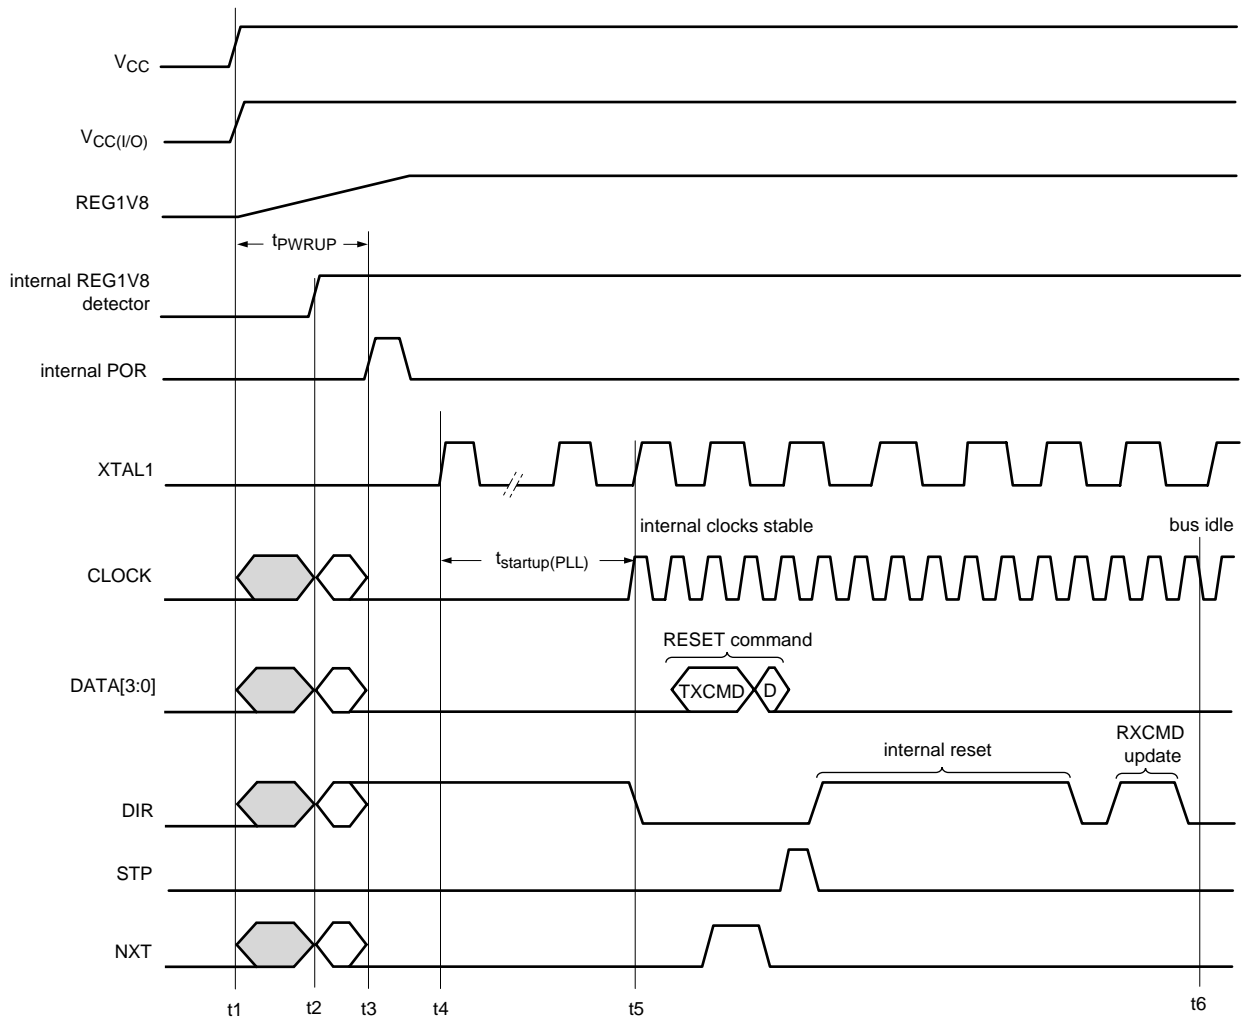 VCC
VCC(I/O)
REG1V8
tPWRUP
internal REG1V8
detector
internal POR
XTAL1
internal clocks stable
bus idle
CLOCK
tstartup(PLL)
RESET command
DATA[3:0]
TXCMD
D
RXCMD
update
internal reset
DIR
STP
NXT
t1
t2
t3
t4
t5
t6